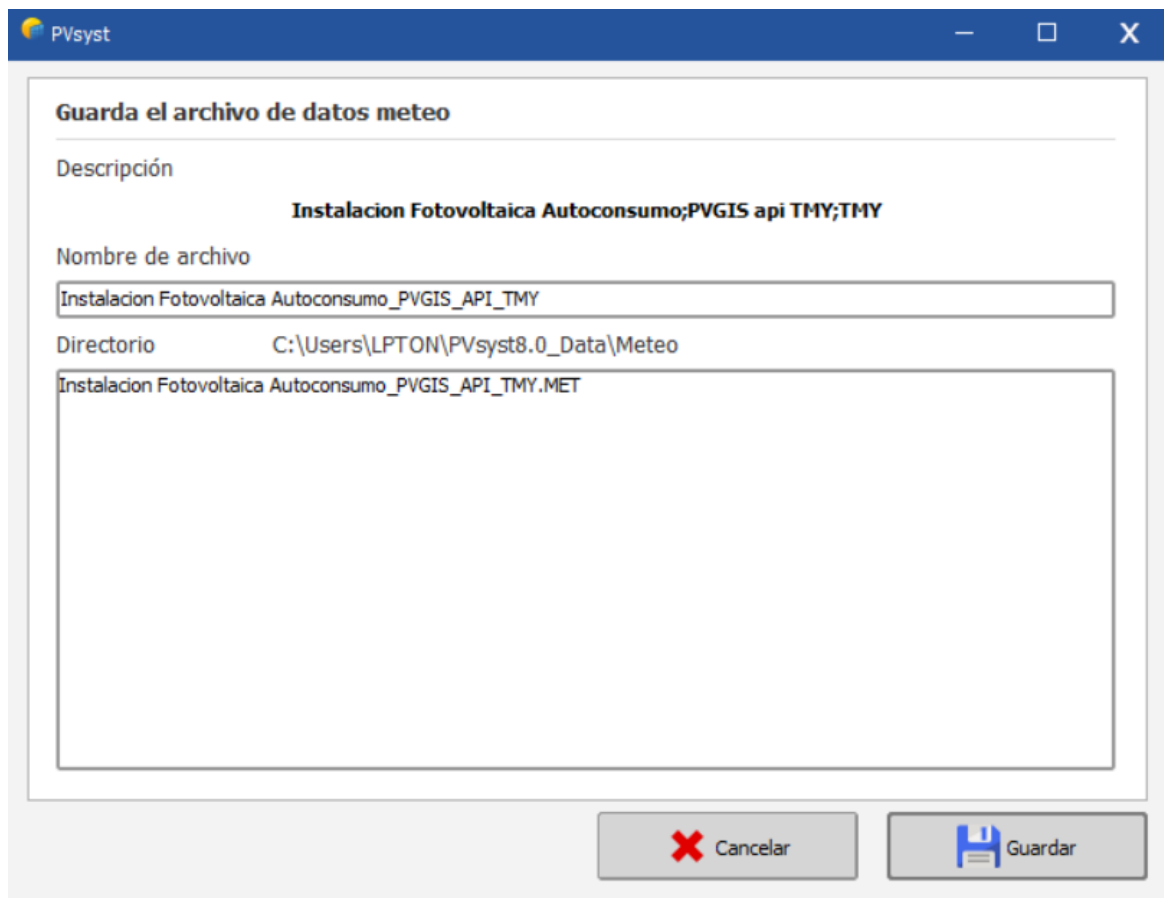 PVsyst
Guarda el archivo de datos meteo
Descripción
Instalacion Fotovoltaica Autoconsumo;PVGIS api TMY;TMY
Nombre de archivo
Instalacion Fotovoltaica Autoconsumo_PVGIS_API_TMY
Directorio C:\Users\LPTON\PVsyst8.0_Data\Meteo
Instalacion Fotovoltaica Autoconsumo_PVGIS_API_TMY.MET
Cancelar Guardar